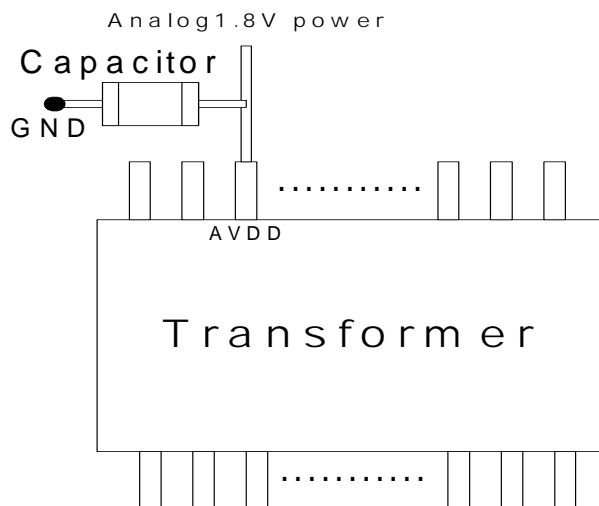 Analog1.8V power
Capacitor
GND
AVDD
Transformer